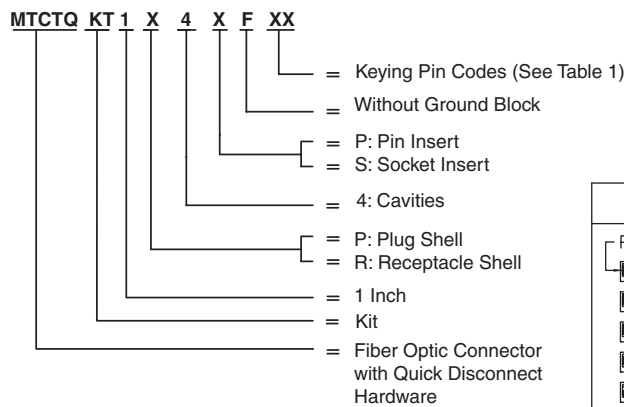 MTCTQ KT 1 X 4 X F XX
= Keying Pin Codes (See Table 1)
= Without Ground Block
= P: Pin Insert
= S: Socket Insert
= 4: Cavities
= P: Plug Shell
= R: Receptacle Shell
= 1 Inch
= Kit
= Fiber Optic Connector
with Quick Disconnect
Hardware